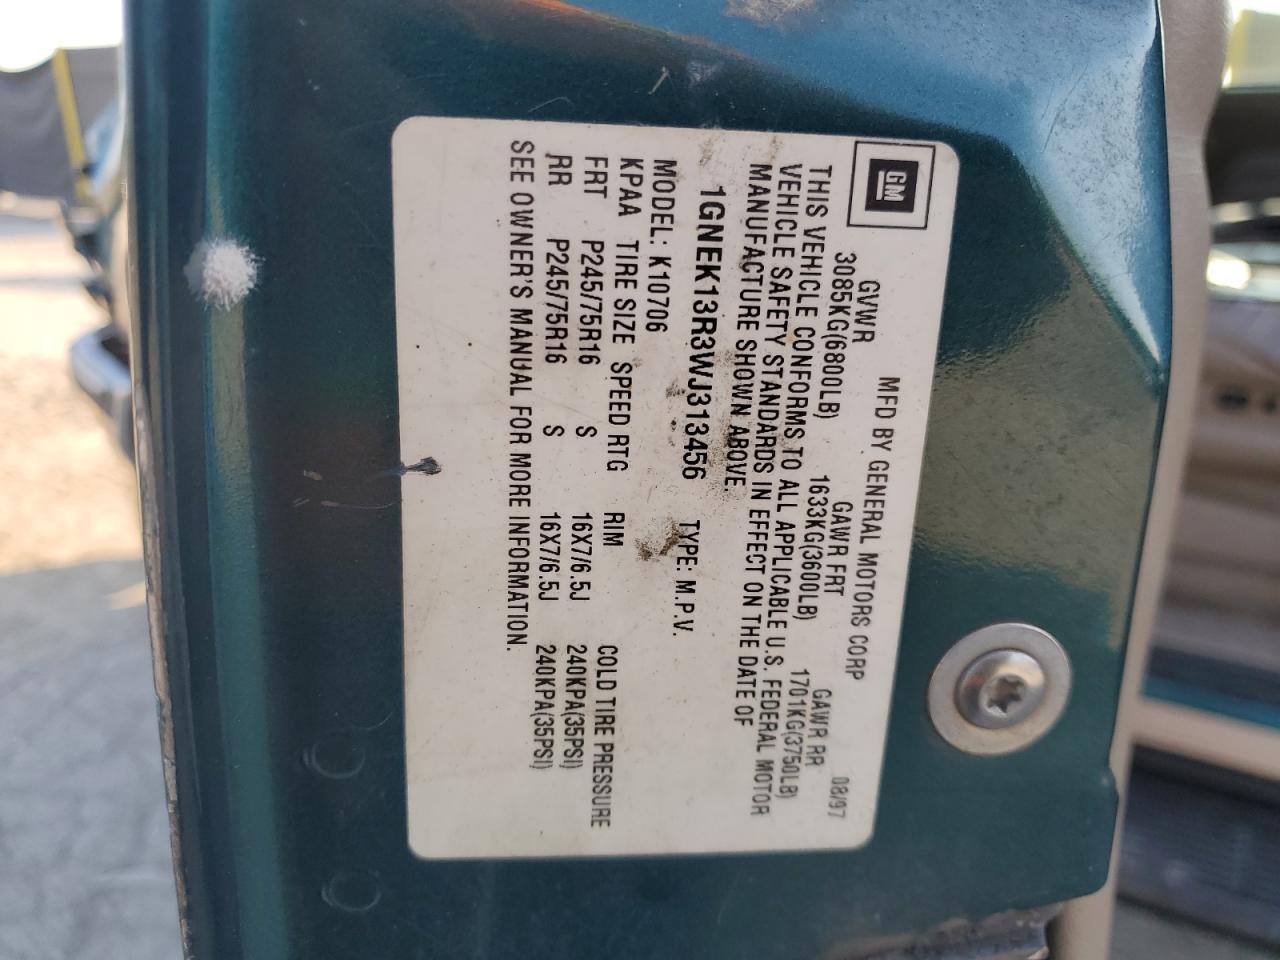 GM
MFD BY GENERAL MOTORS CORP 08/97
GVWR GAWR FRT GAWR RR
3085KG(6800LB) 1633KG(3600LB) 1701KG(3750LB)
THIS VEHICLE CONFORMS TO ALL APPLICABLE U.S. FEDERAL MOTOR
VEHICLE SAFETY STANDARDS IN EFFECT ON THE DATE OF
MANUFACTURE SHOWN ABOVE.
1GNEK13R3WJ313456 TYPE: M.P.V.
MODEL: K10706
KPAA TIRE SIZE SPEED RTG RIM COLD TIRE PRESSURE
FRT P245/75R16 S 16X7/6.5J 240KPA(35PSI)
RR P245/75R16 S 16X7/6.5J 240KPA(35PSI)
SEE OWNER'S MANUAL FOR MORE INFORMATION.